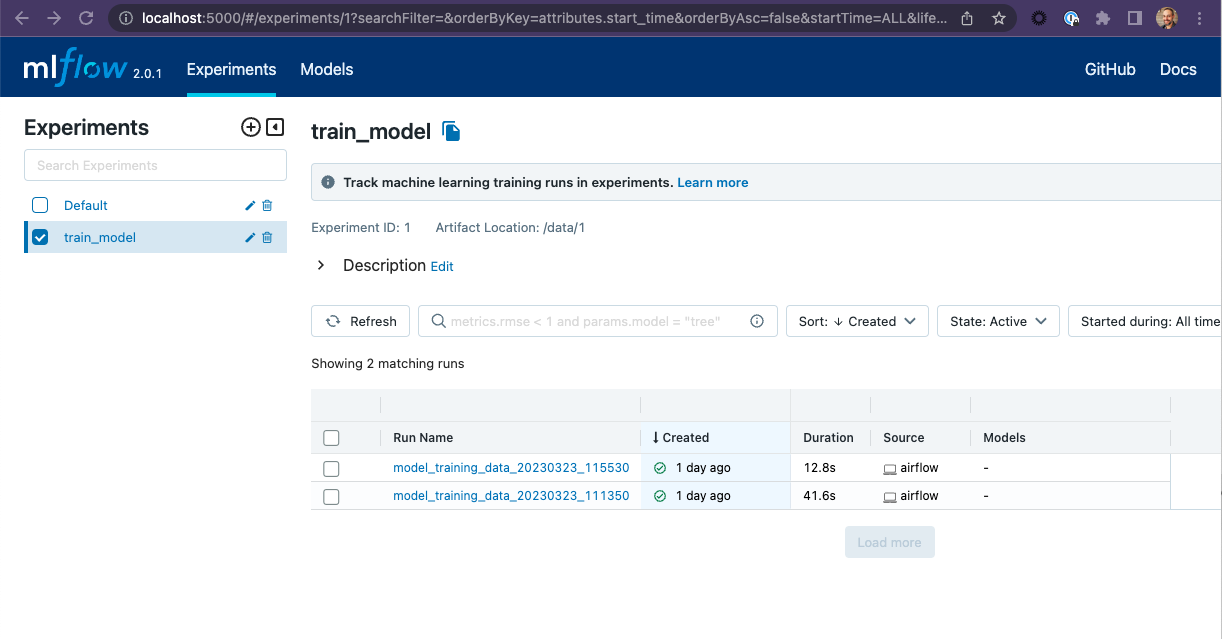 localhost:5000/#/experiments/1?searchFilter=&orderByKey=attributes.start_time&orderByAsc=false&startTime=ALL&life...
mlflow 2.0.1 Experiments Models GitHub Docs
Experiments
Search Experiments
Default
train_model
train_model
Track machine learning training runs in experiments. Learn more
Experiment ID: 1 Artifact Location: /data/1
Description Edit
Refresh metrics.rmse < 1 and params.model = "tree" Sort: ↓ Created State: Active Started during: All time
Showing 2 matching runs
Run Name ↓ Created Duration Source Models
model_training_data_20230323_115530 1 day ago 12.8s airflow -
model_training_data_20230323_111350 1 day ago 41.6s airflow -
Load more